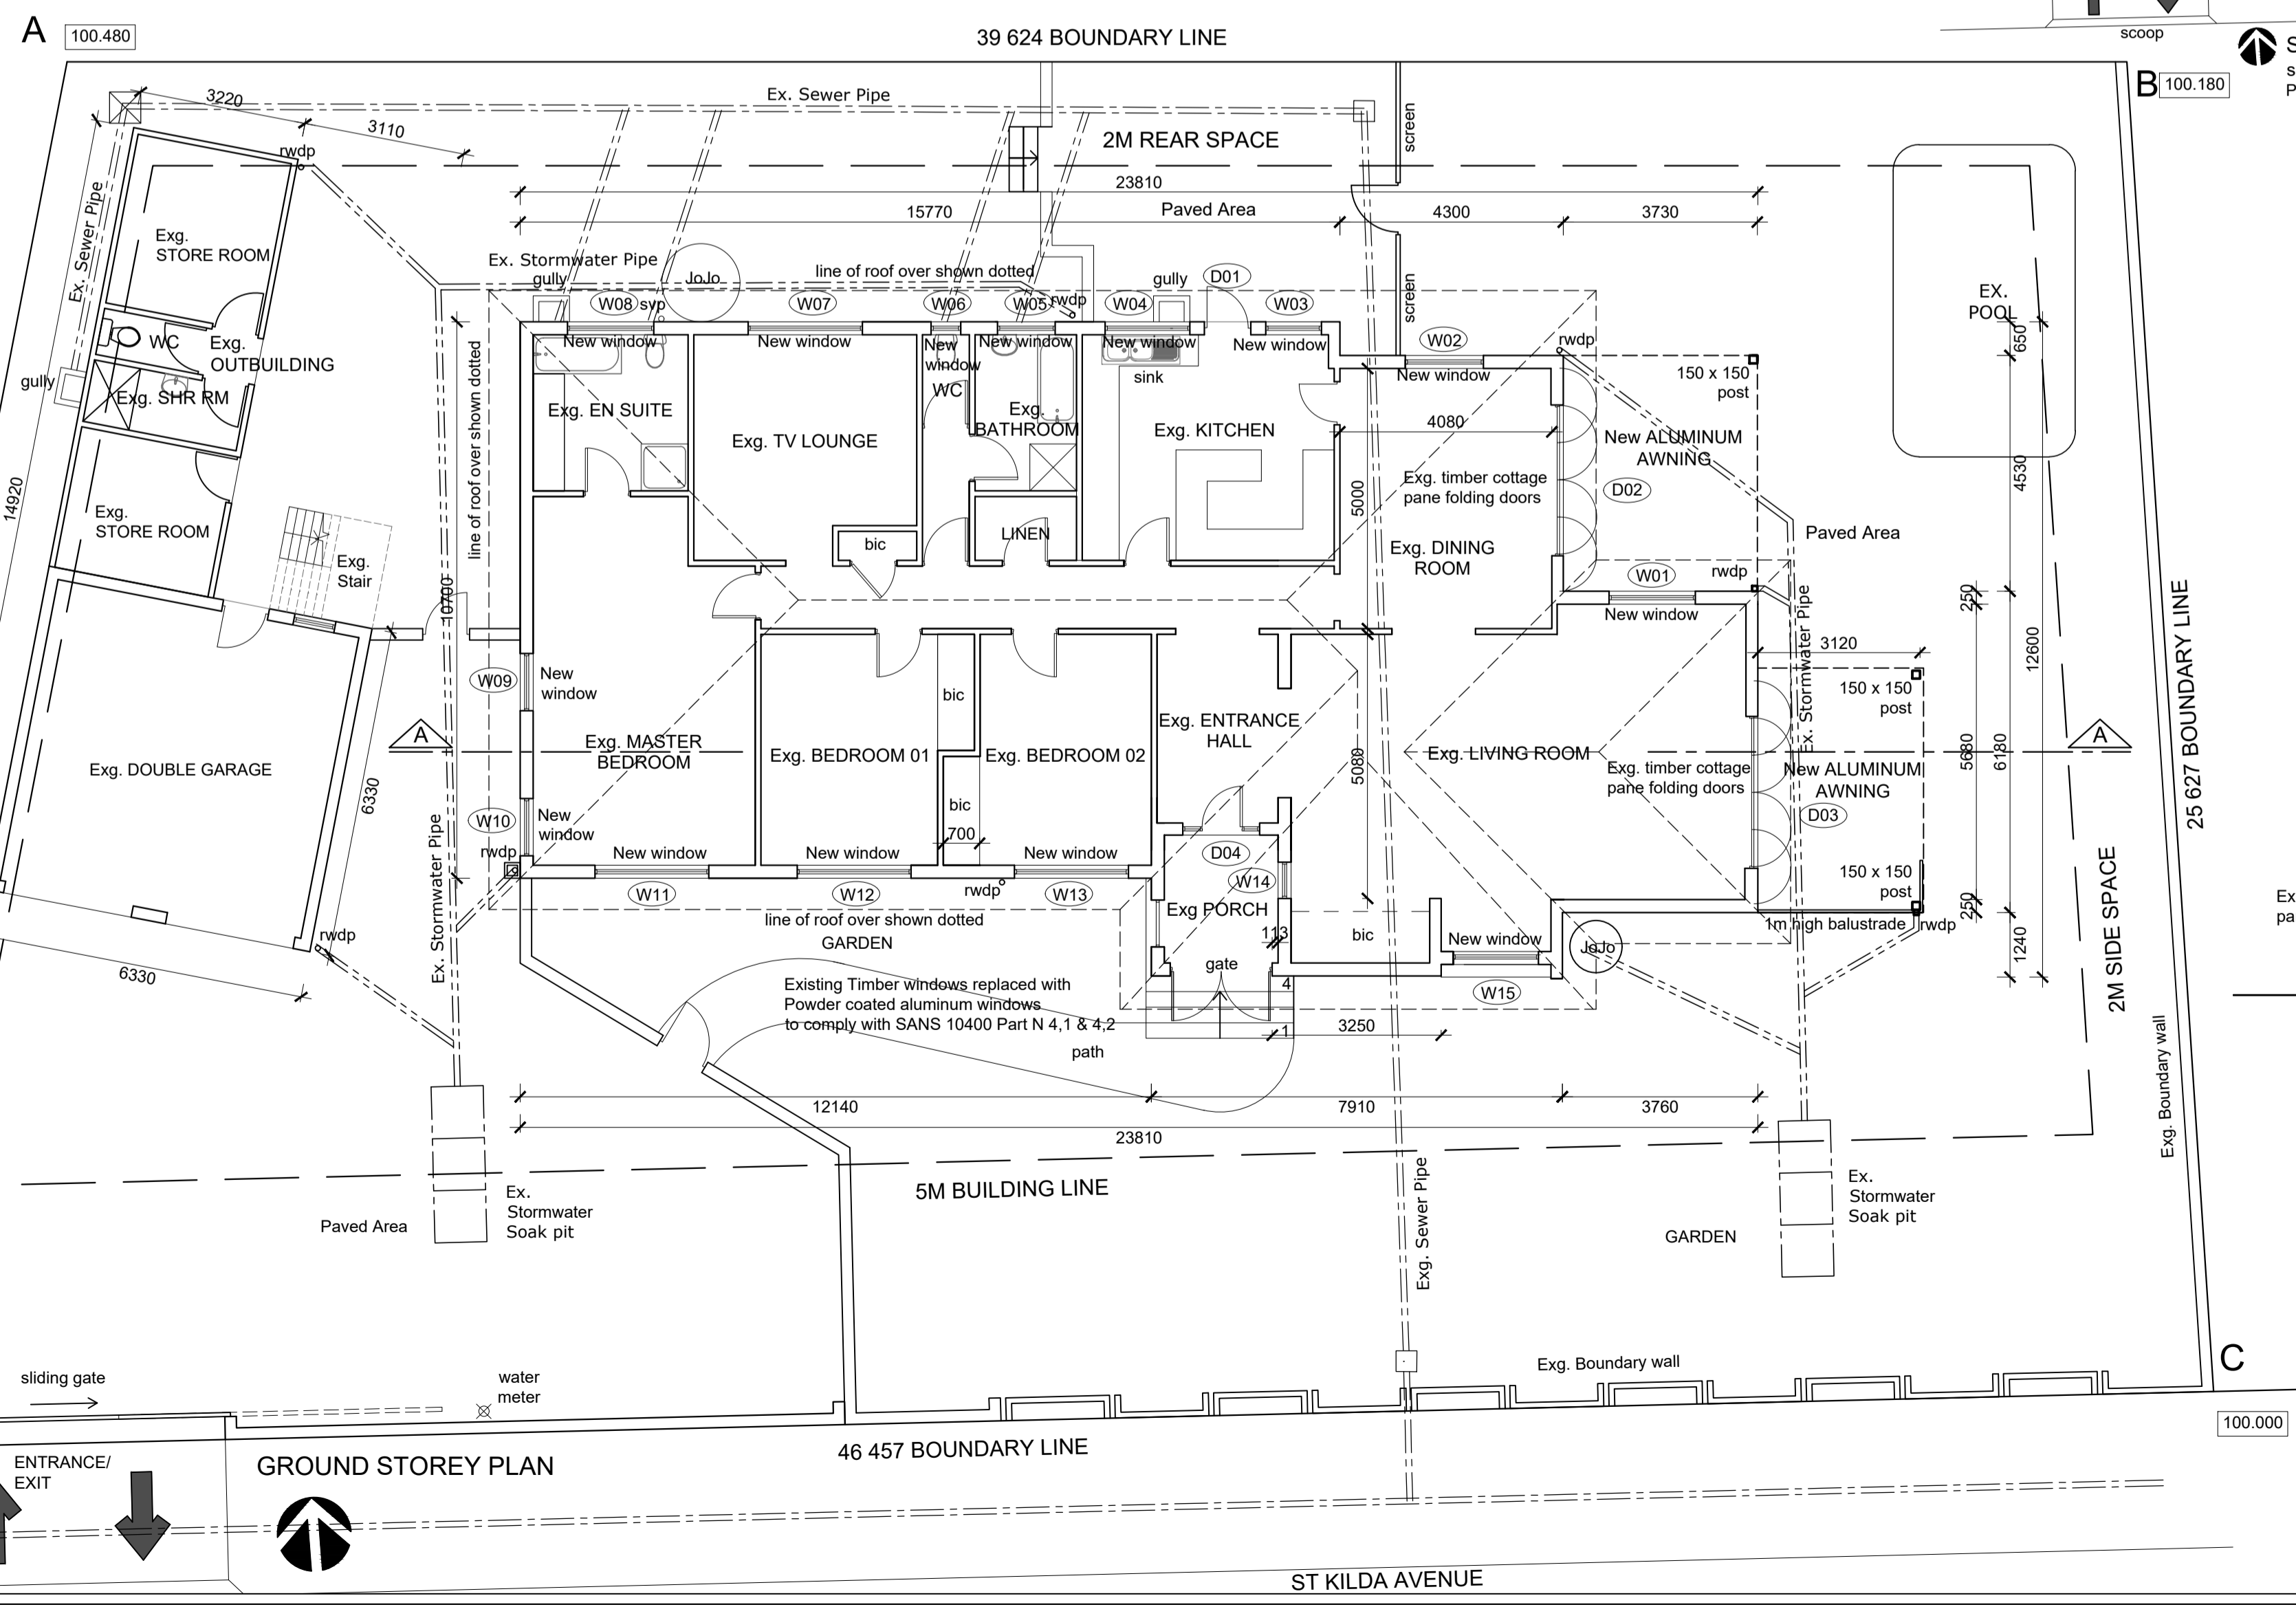 A
100.480
39 624 BOUNDARY LINE
scoop
B
100.180
3220
3110
Ex. Sewer Pipe
screen
2M REAR SPACE
rwdp
23810
15770
Paved Area
4300
3730
Ex. Sewer Pipe
Exg.
STORE ROOM
Ex. Stormwater Pipe
gully
JoJo
line of roof over shown dotted
gully
D01
screen
W08
svp
W07
W06
W05
rwdp
W04
W03
EX.
POOL
New window
New window
New
window
New window
New window
New window
W02
rwdp
650
WC
Exg.
OUTBUILDING
gully
Exg. SHR RM
line of roof over shown dotted
sink
New window
150 x 150
post
WC
Exg. EN SUITE
Exg. TV LOUNGE
Exg.
BATHROOM
Exg. KITCHEN
4080
New ALUMINUM
AWNING
4530
14920
Exg. timber cottage
pane folding doors
D02
5000
Exg.
STORE ROOM
bic
LINEN
Exg. DINING
ROOM
Paved Area
Exg.
Stair
10700
W01
rwdp
New window
250
Ex. Stormwater Pipe
3120
12600
25 627 BOUNDARY LINE
W09
New
window
bic
150 x 150
post
A
Exg. MASTER
BEDROOM
Exg. BEDROOM 01
Exg. BEDROOM 02
Exg. ENTRANCE
HALL
5080
Exg. LIVING ROOM
Exg. timber cottage
pane folding doors
New ALUMINUM
AWNING
5680
6180
A
Exg. DOUBLE GARAGE
6330
W10
New
window
bic
700
D03
rwdp
New window
New window
New window
D04
W14
150 x 150
post
W11
W12
rwdp
W13
Exg PORCH
250
2M SIDE SPACE
line of roof over shown dotted
GARDEN
113
bic
New window
1m high balustrade
rwdp
1240
Ex. Stormwater Pipe
rwdp
6330
gate
JoJo
Existing Timber windows replaced with
Powder coated aluminum windows
to comply with SANS 10400 Part N 4,1 & 4,2
4
W15
1
3250
path
Exg. Boundary wall
12140
7910
3760
23810
5M BUILDING LINE
Exg. Sewer Pipe
Ex.
Stormwater
Soak pit
Paved Area
Ex.
Stormwater
Soak pit
GARDEN
Exg. Boundary wall
C
sliding gate
water
meter
100.000
46 457 BOUNDARY LINE
ENTRANCE/
EXIT
GROUND STOREY PLAN
ST KILDA AVENUE